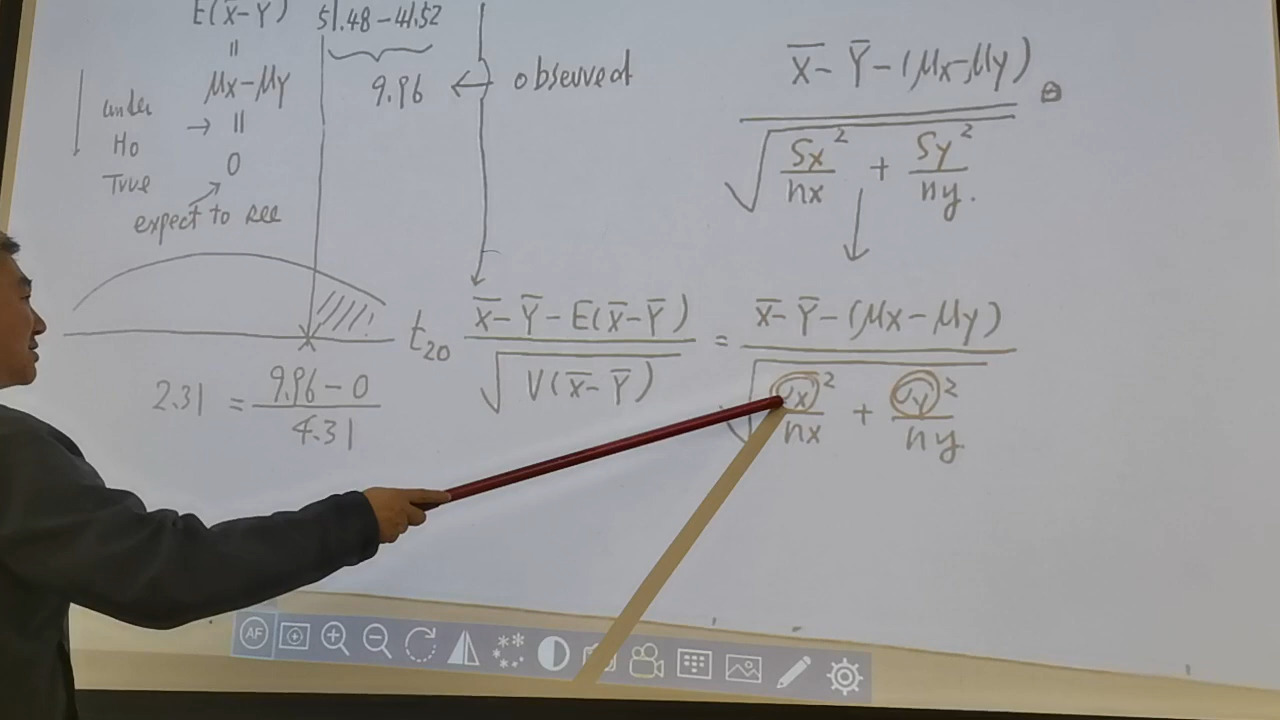 E(X̄-Ȳ) 51.48-41.52
||
μx-μy 9.96 ← observed
under
Ho → ||
True 0
expect to see
X̄-Ȳ-(μx-μy)
√ Sx²/nx + Sy²/ny.
t20 X̄-Ȳ-E(X̄-Ȳ) / √V(X̄-Ȳ) = X̄-Ȳ-(μx-μy) / √ σx²/nx + σy²/ny
2.31 = 9.96-0 / 4.31
AF